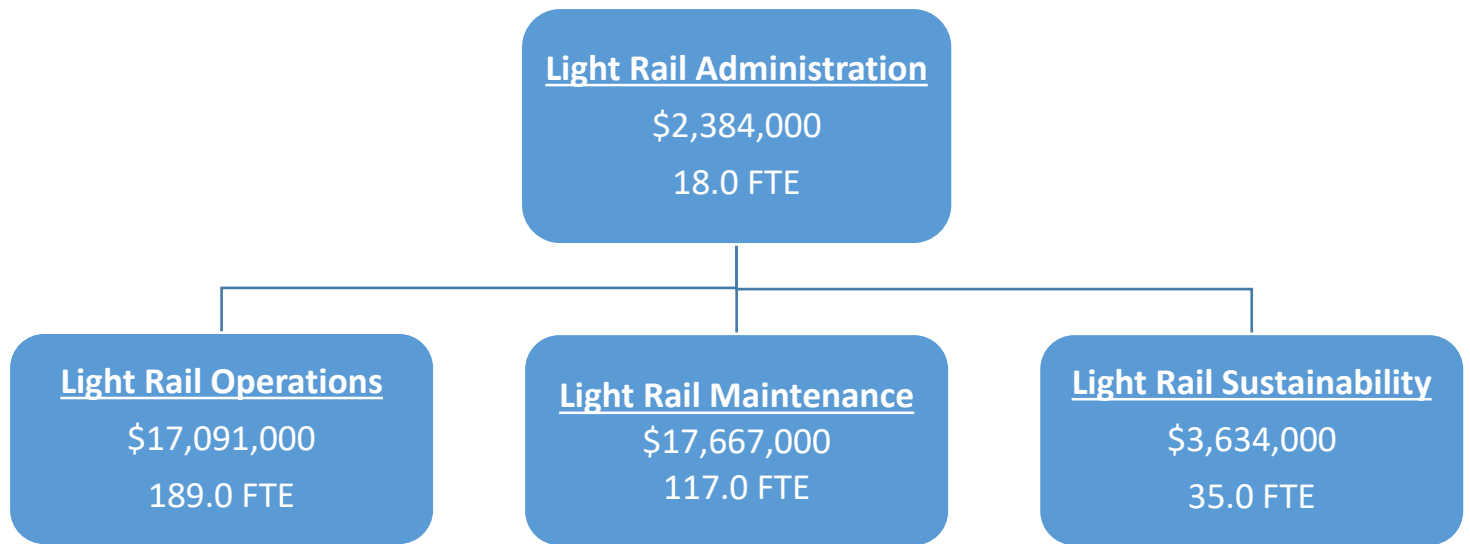 Light Rail Administration
$2,384,000
18.0 FTE
Light Rail Operations
$17,091,000
189.0 FTE
Light Rail Maintenance
$17,667,000
117.0 FTE
Light Rail Sustainability
$3,634,000
35.0 FTE